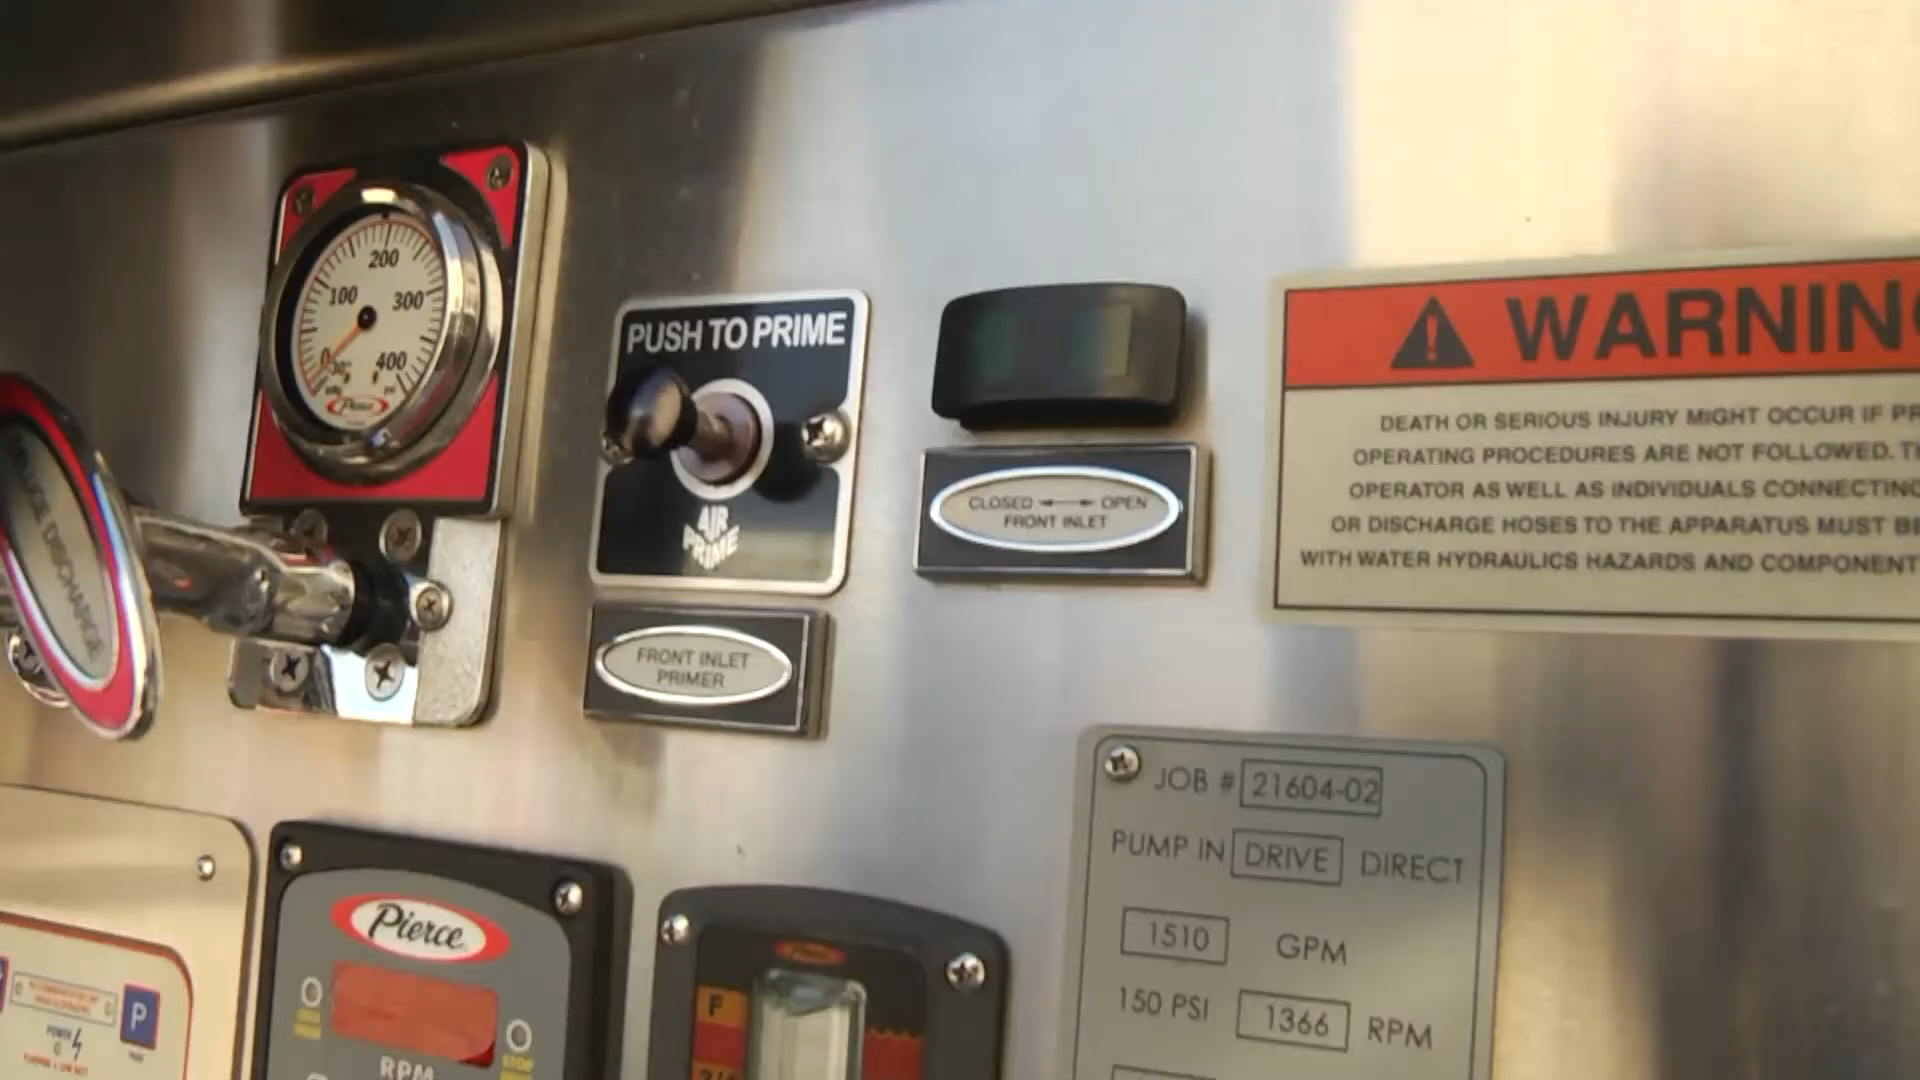 200
100
300
0
400
Pierce
PUSH TO PRIME
AIR
PRIME
FRONT INLET
PRIMER
CLOSED ←→ OPEN
FRONT INLET
WARNIN
DEATH OR SERIOUS INJURY MIGHT OCCUR IF PR
OPERATING PROCEDURES ARE NOT FOLLOWED. T
OPERATOR AS WELL AS INDIVIDUALS CONNECTING
OR DISCHARGE HOSES TO THE APPARATUS MUST BE
WITH WATER HYDRAULICS HAZARDS AND COMPONENT
DISCHARGE
JOB # 21604-02
PUMP IN DRIVE DIRECT
1510 GPM
150 PSI 1366 RPM
Pierce
RPM
STOP
F
P
POWER